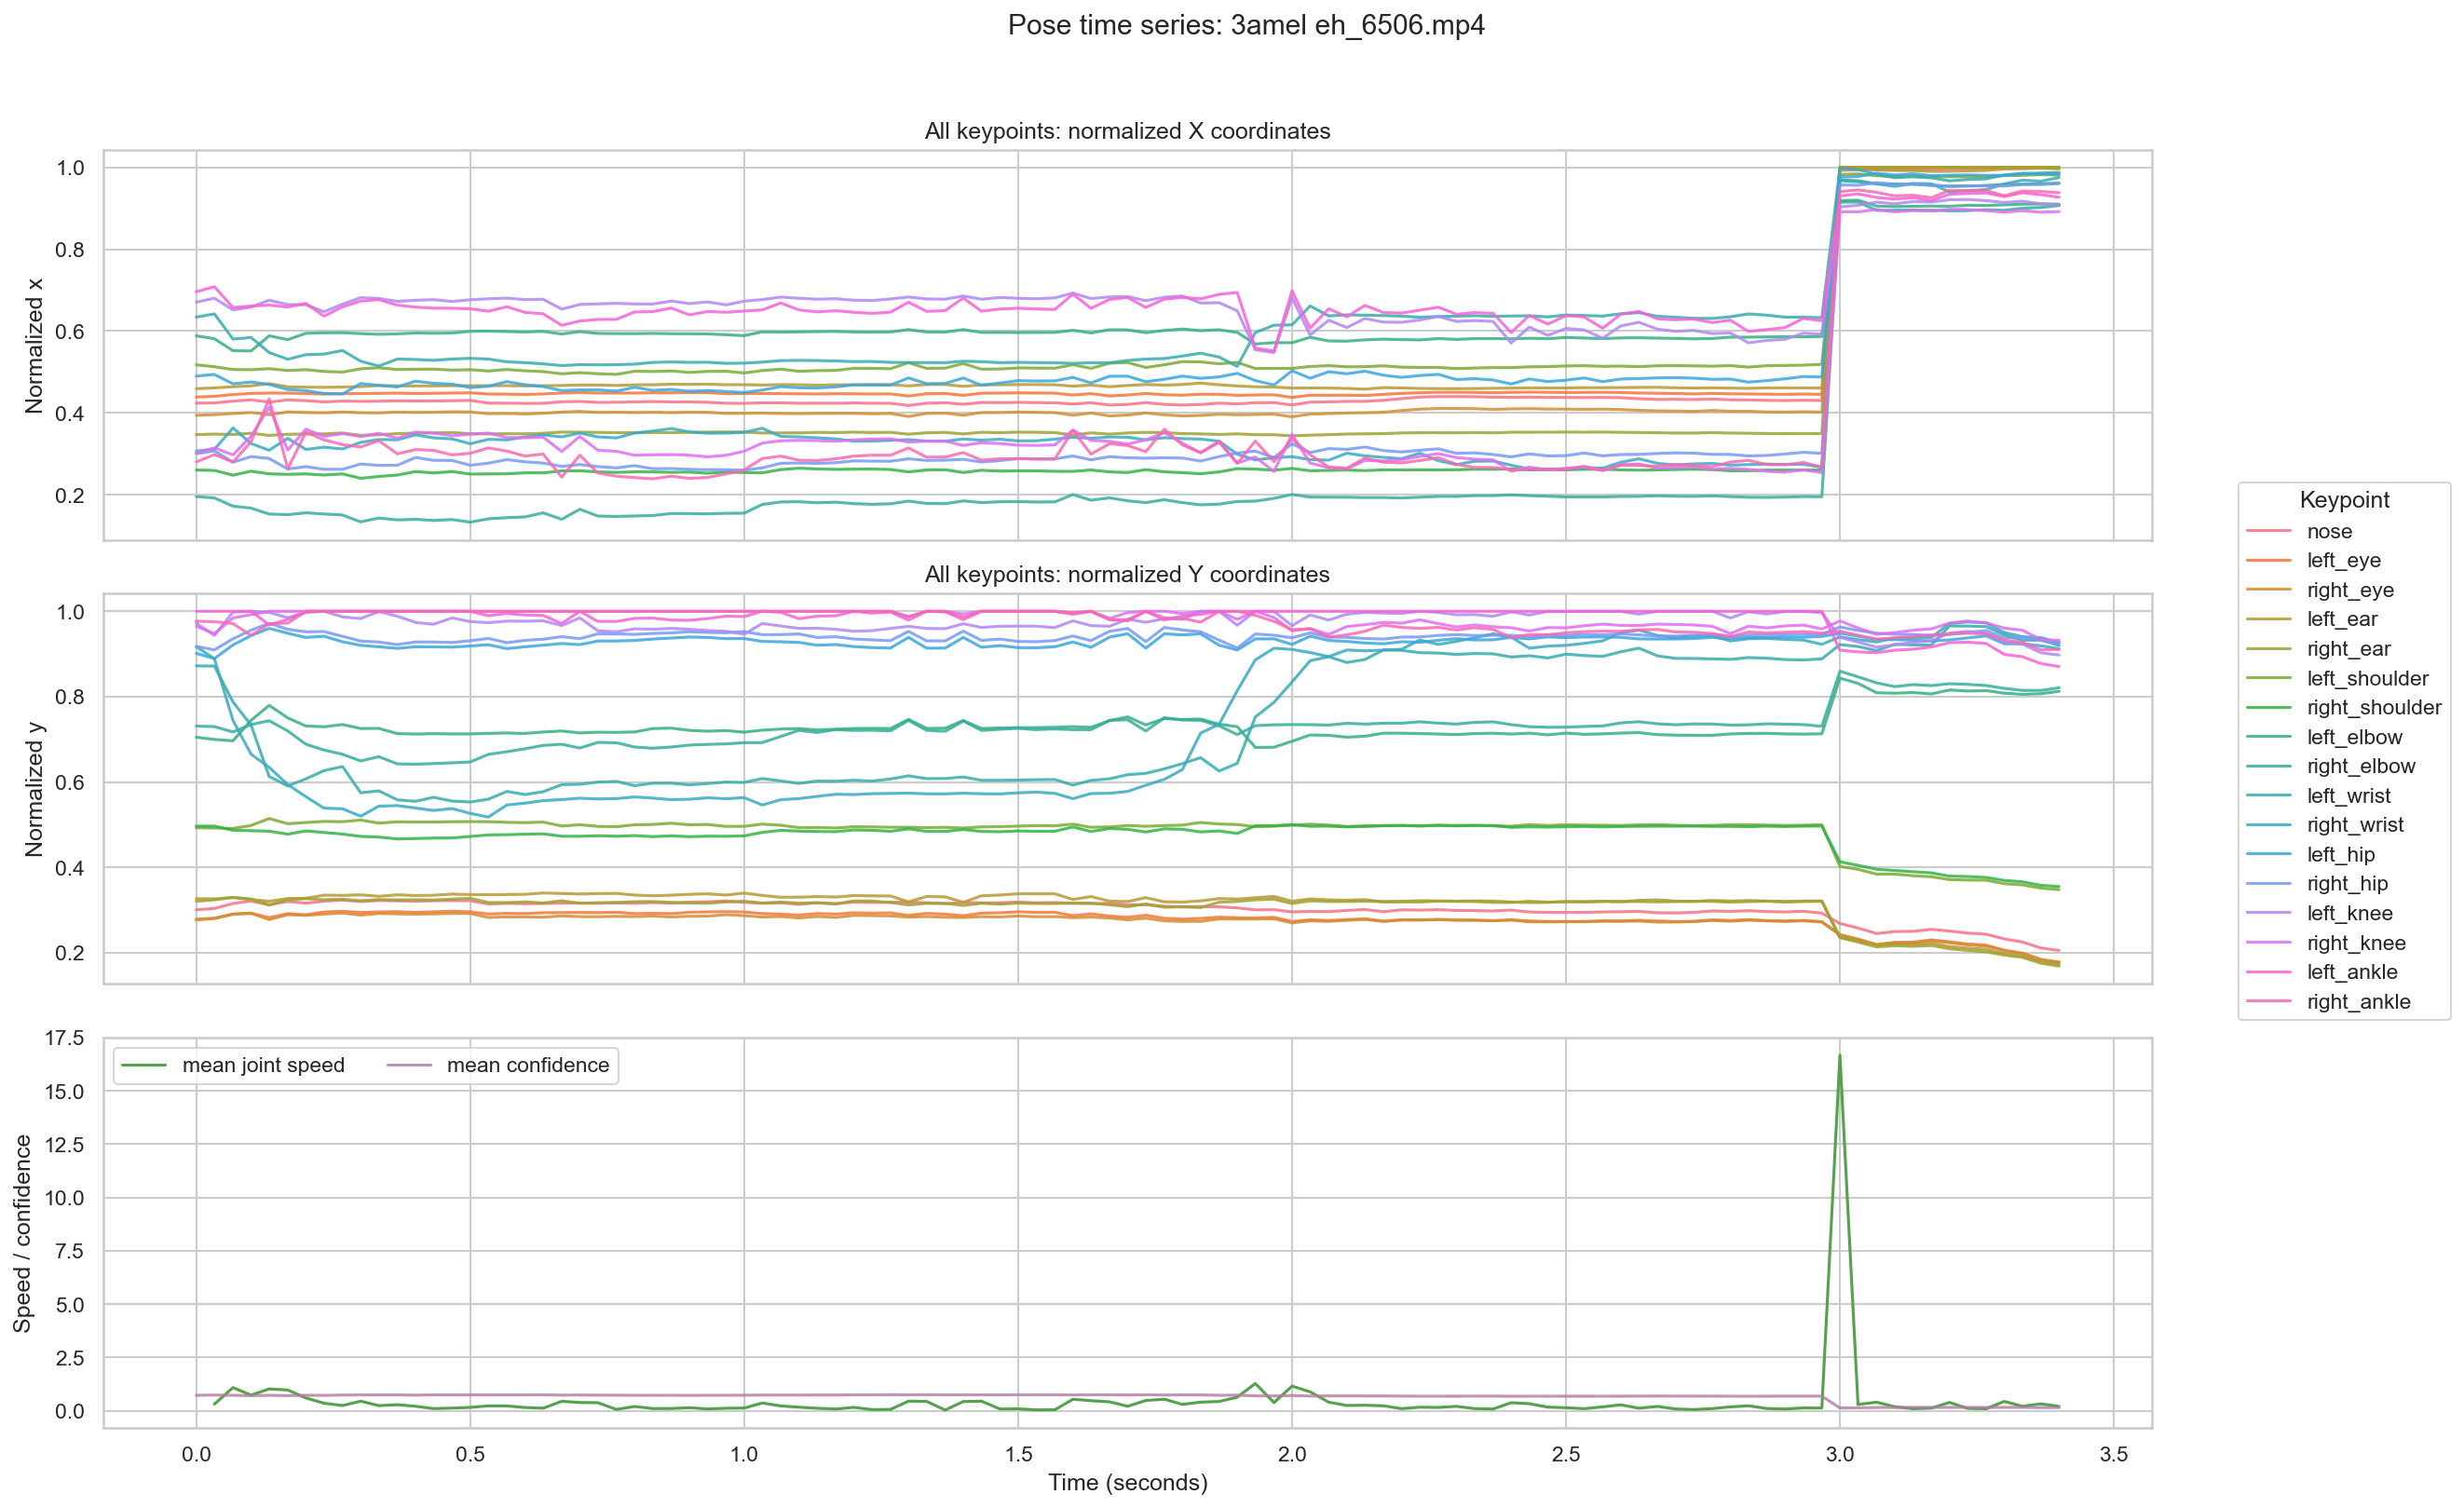 Pose time series: 3amel eh_6506.mp4
All keypoints: normalized X coordinates
Normalized x
1.0
0.8
0.6
0.4
0.2
All keypoints: normalized Y coordinates
Normalized y
1.0
0.8
0.6
0.4
0.2
Keypoint
nose
left_eye
right_eye
left_ear
right_ear
left_shoulder
right_shoulder
left_elbow
right_elbow
left_wrist
right_wrist
left_hip
right_hip
left_knee
right_knee
left_ankle
right_ankle
mean joint speed
mean confidence
Speed / confidence
17.5
15.0
12.5
10.0
7.5
5.0
2.5
0.0
0.0 0.5 1.0 1.5 2.0 2.5 3.0 3.5
Time (seconds)